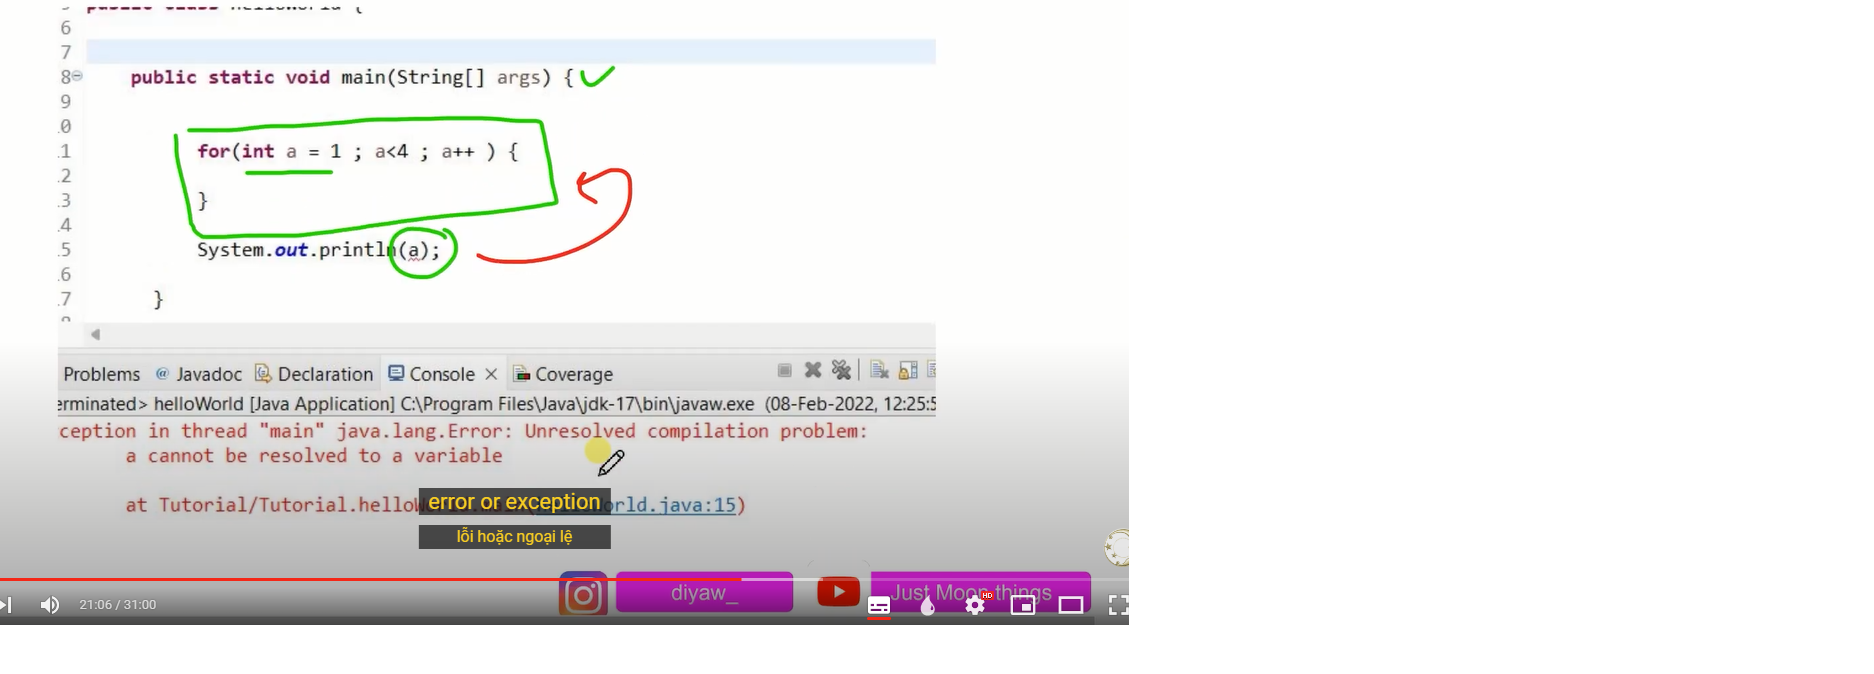 6
7
8 public static void main(String[] args) {
9
0
1 for(int a = 1 ; a<4 ; a++ ) {
2
3 }
4
5 System.out.println(a);
6
7 }
Problems @ Javadoc Declaration Console Coverage
erminated> helloWorld [Java Application] C:\Program Files\Java\jdk-17\bin\javaw.exe (08-Feb-2022, 12:25:5
ception in thread "main" java.lang.Error: Unresolved compilation problem:
a cannot be resolved to a variable
at Tutorial/Tutorial.helloWorld.java:15)
error or exception
lỗi hoặc ngoại lệ
diyaw_ Just Moon things
21:06 / 31:00 HD